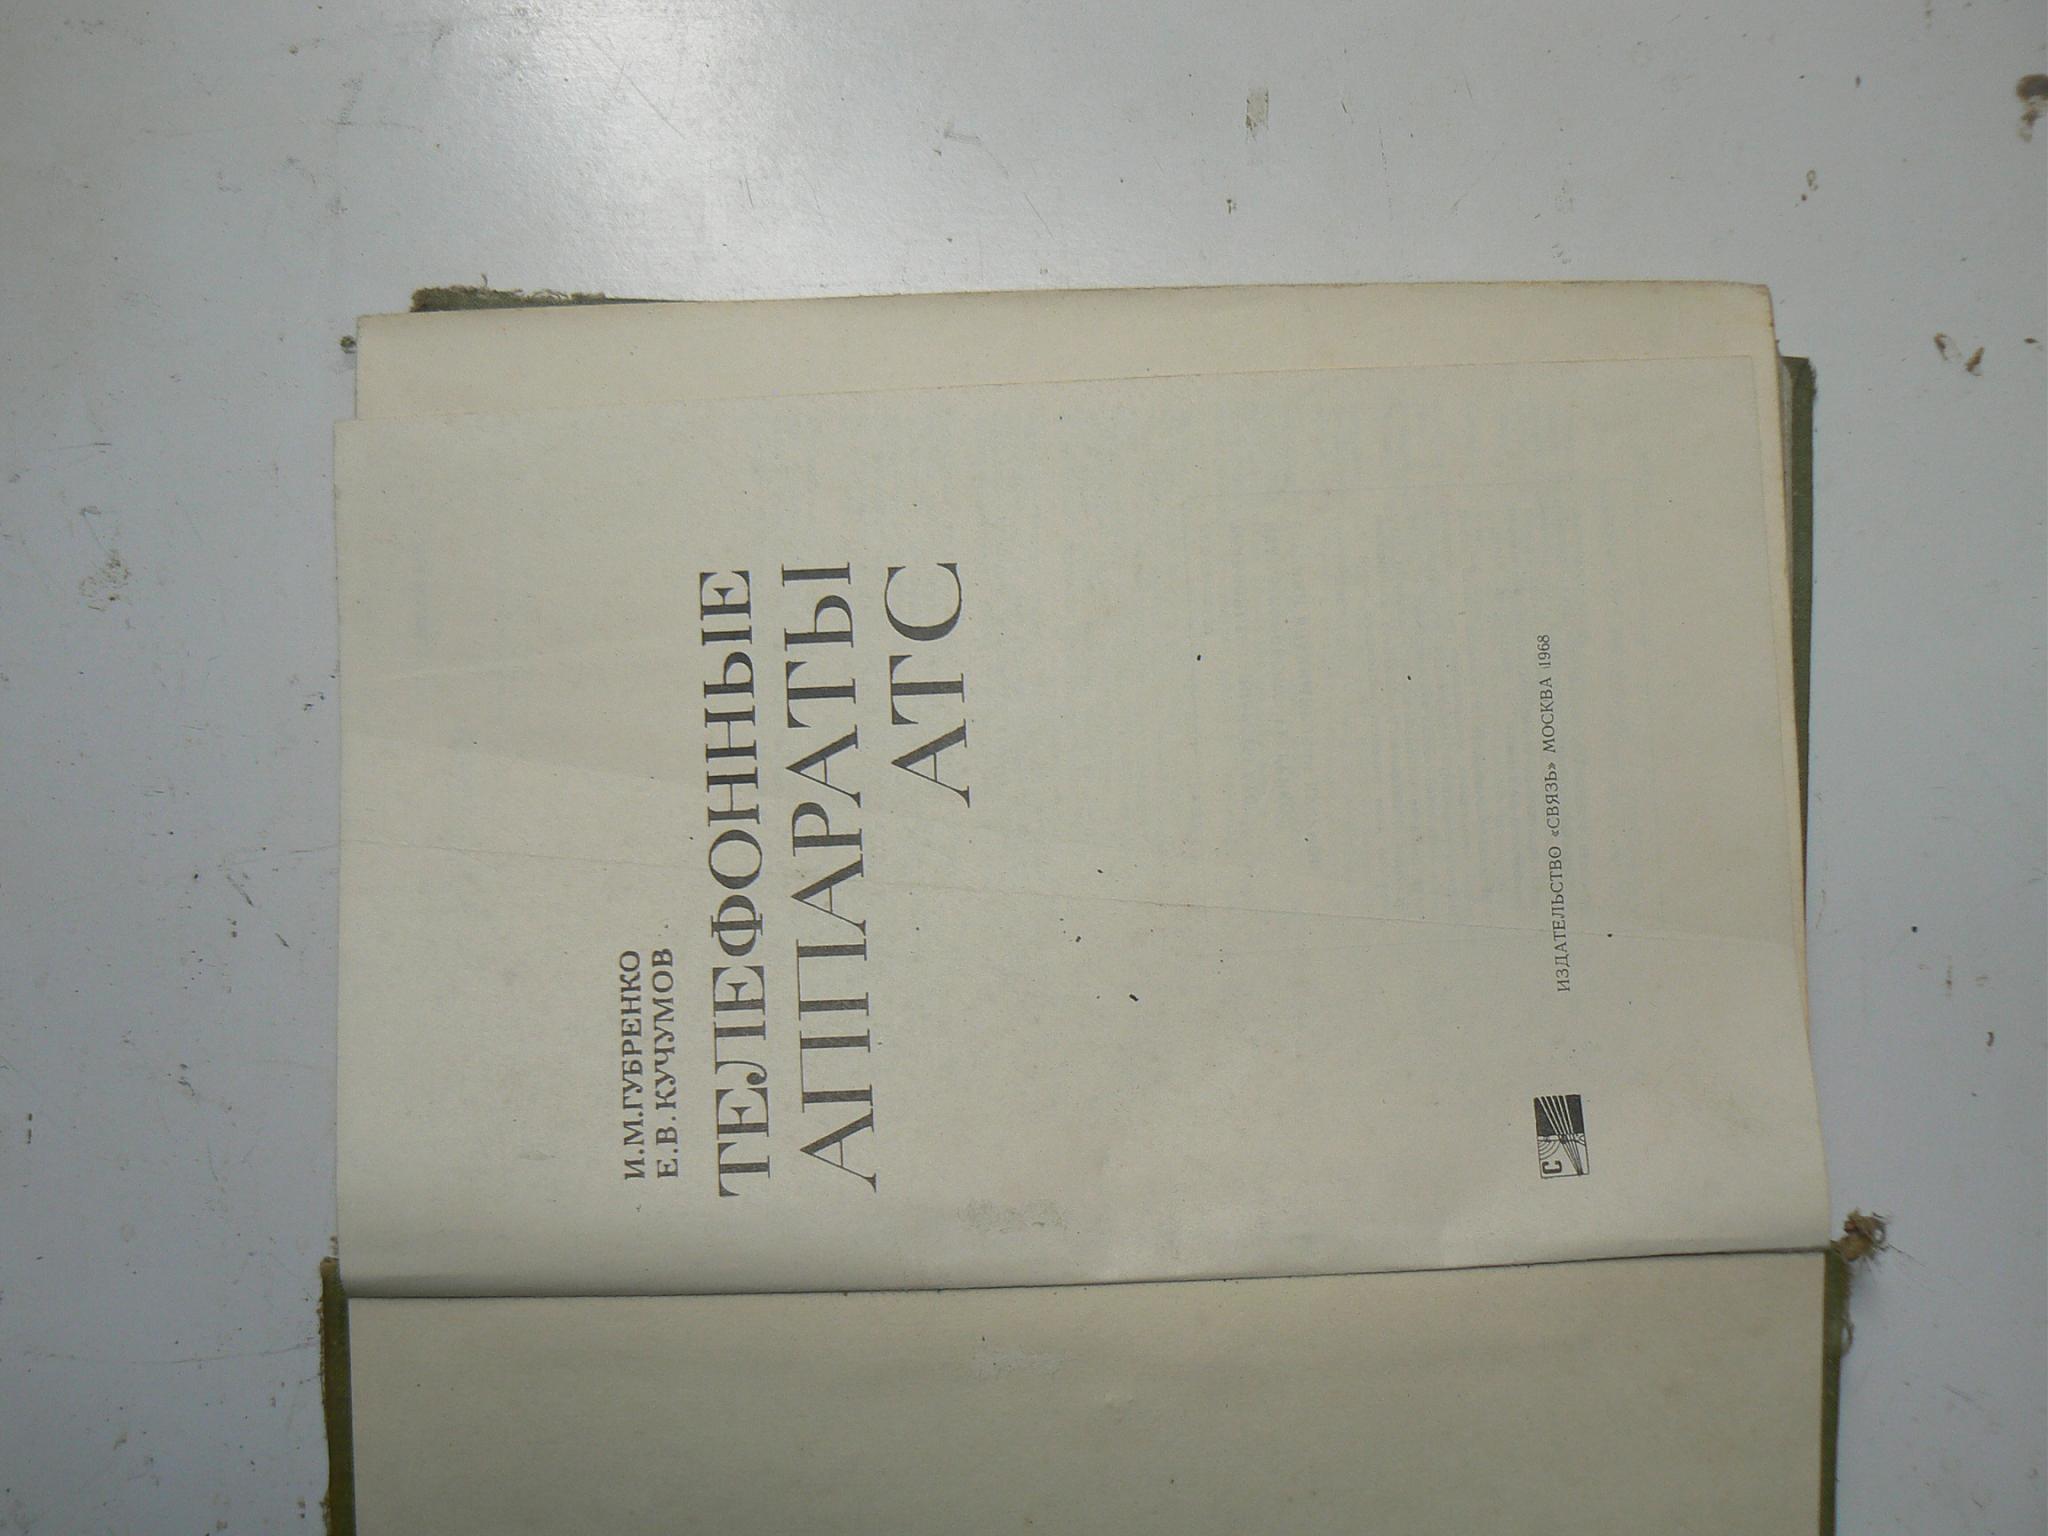 И.М.ГУБРЕНКО
Е.В.КУЧУМОВ
ТЕЛЕФОННЫЕ
АППАРАТЫ
АТС
С
ИЗДАТЕЛЬСТВО «СВЯЗЬ» МОСКВА 1968